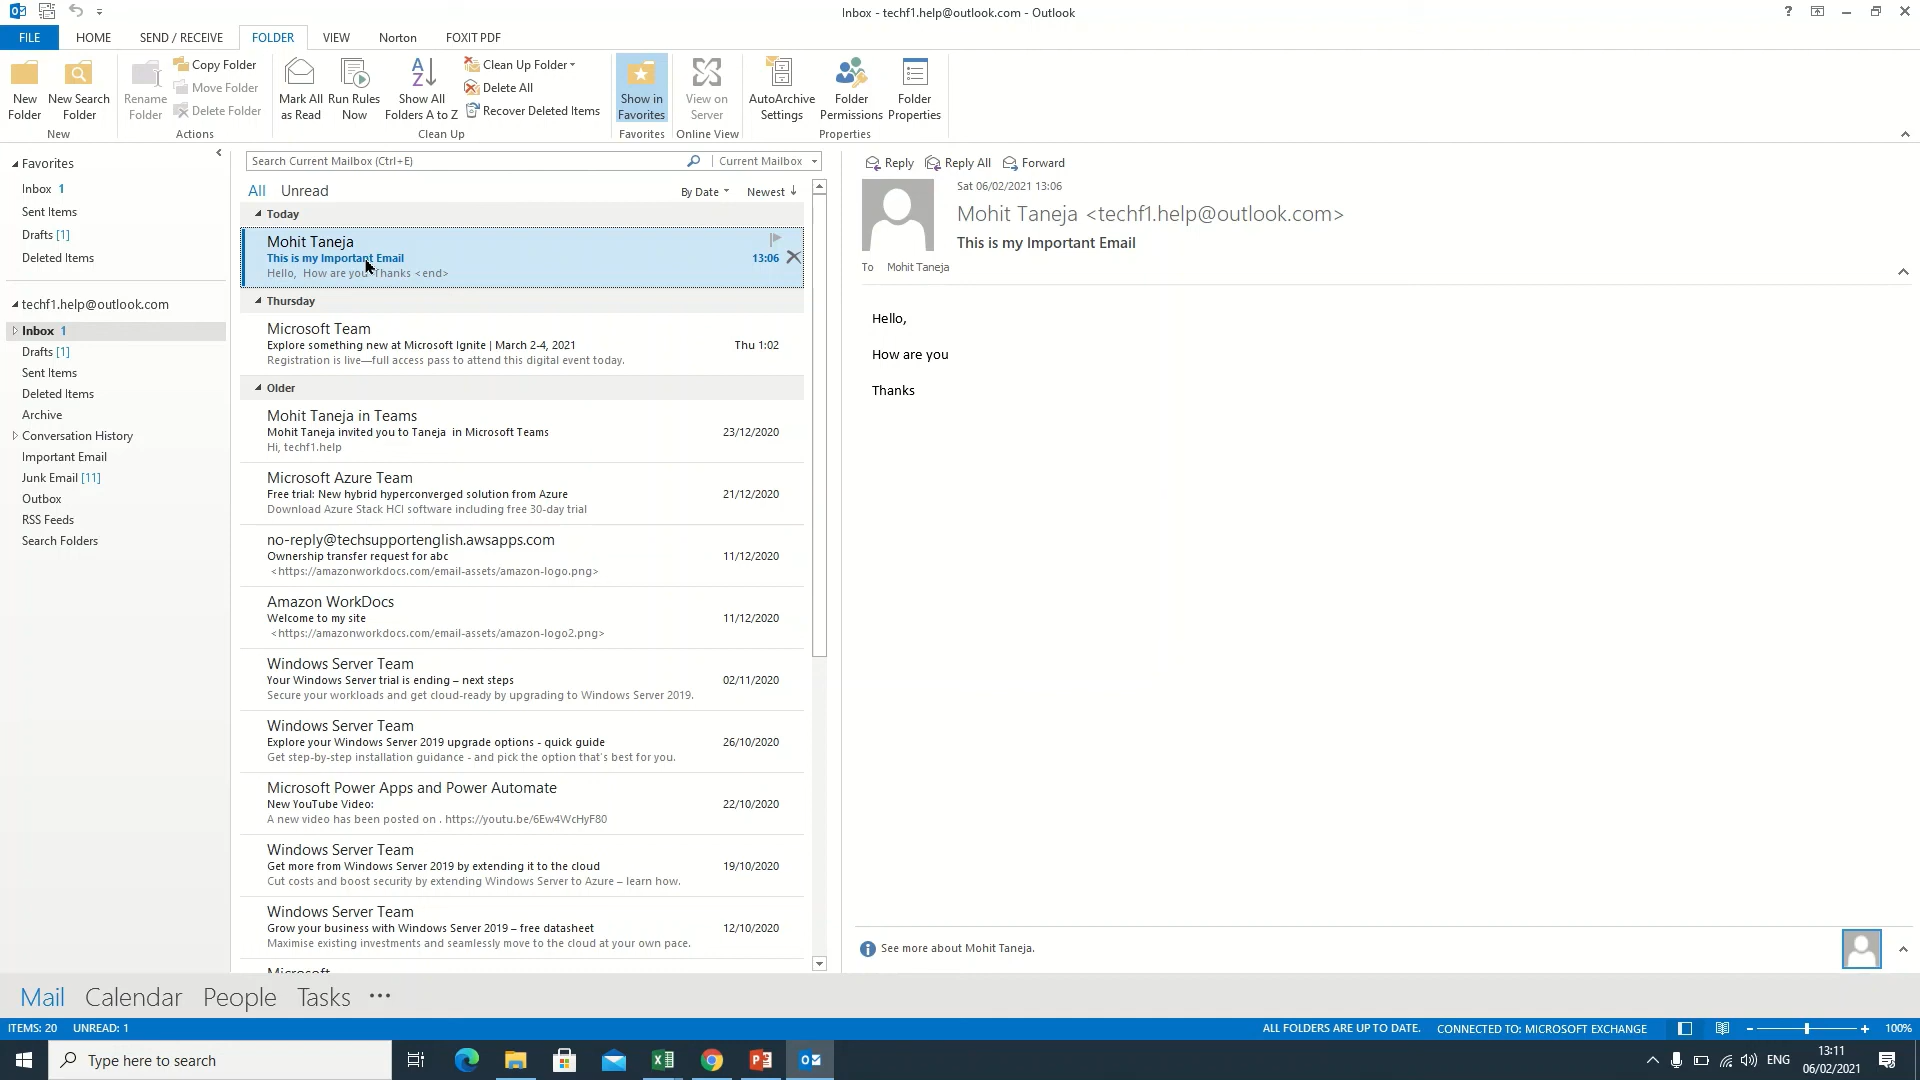 Inbox - techf1.help@outlook.com - Outlook
FILE HOME SEND / RECEIVE FOLDER VIEW Norton FOXIT PDF
New Folder
New Search Folder
New
Rename Folder
Copy Folder
Move Folder
Delete Folder
Actions
Mark All as Read
Run Rules Now
Show All Folders A to Z
Clean Up Folder
Delete All
Recover Deleted Items
Clean Up
Show in Favorites
Favorites
View on Server
Online View
AutoArchive Settings
Folder Permissions
Folder Properties
Properties
Favorites
Inbox 1
Sent Items
Drafts [1]
Deleted Items
techf1.help@outlook.com
Inbox 1
Drafts [1]
Sent Items
Deleted Items
Archive
Conversation History
Important Email
Junk Email [11]
Outbox
RSS Feeds
Search Folders
Search Current Mailbox (Ctrl+E) Current Mailbox
All Unread By Date Newest
Today
Mohit Taneja
This is my Important Email 13:06
Hello, How are you Thanks <end>
Thursday
Microsoft Team
Explore something new at Microsoft Ignite | March 2-4, 2021 Thu 1:02
Registration is live—full access pass to attend this digital event today.
Older
Mohit Taneja in Teams
Mohit Taneja invited you to Taneja in Microsoft Teams 23/12/2020
Hi, techf1.help
Microsoft Azure Team
Free trial: New hybrid hyperconverged solution from Azure 21/12/2020
Download Azure Stack HCI software including free 30-day trial
no-reply@techsupportenglish.awsapps.com
Ownership transfer request for abc 11/12/2020
<https://amazonworkdocs.com/email-assets/amazon-logo.png>
Amazon WorkDocs
Welcome to my site 11/12/2020
<https://amazonworkdocs.com/email-assets/amazon-logo2.png>
Windows Server Team
Your Windows Server trial is ending – next steps 02/11/2020
Secure your workloads and get cloud-ready by upgrading to Windows Server 2019.
Windows Server Team
Explore your Windows Server 2019 upgrade options - quick guide 26/10/2020
Get step-by-step installation guidance - and pick the option that's best for you.
Microsoft Power Apps and Power Automate
New YouTube Video: 22/10/2020
A new video has been posted on . https://youtu.be/6Ew4WcHyF80
Windows Server Team
Get more from Windows Server 2019 by extending it to the cloud 19/10/2020
Cut costs and boost security by extending Windows Server to Azure – learn how.
Windows Server Team
Grow your business with Windows Server 2019 – free datasheet 12/10/2020
Maximise existing investments and seamlessly move to the cloud at your own pace.
Microsoft
Reply Reply All Forward
Sat 06/02/2021 13:06
Mohit Taneja <techf1.help@outlook.com>
This is my Important Email
To Mohit Taneja
Hello,
How are you
Thanks
See more about Mohit Taneja.
Mail Calendar People Tasks
ITEMS: 20 UNREAD: 1 ALL FOLDERS ARE UP TO DATE. CONNECTED TO: MICROSOFT EXCHANGE 100%
Type here to search
ENG
13:11
06/02/2021